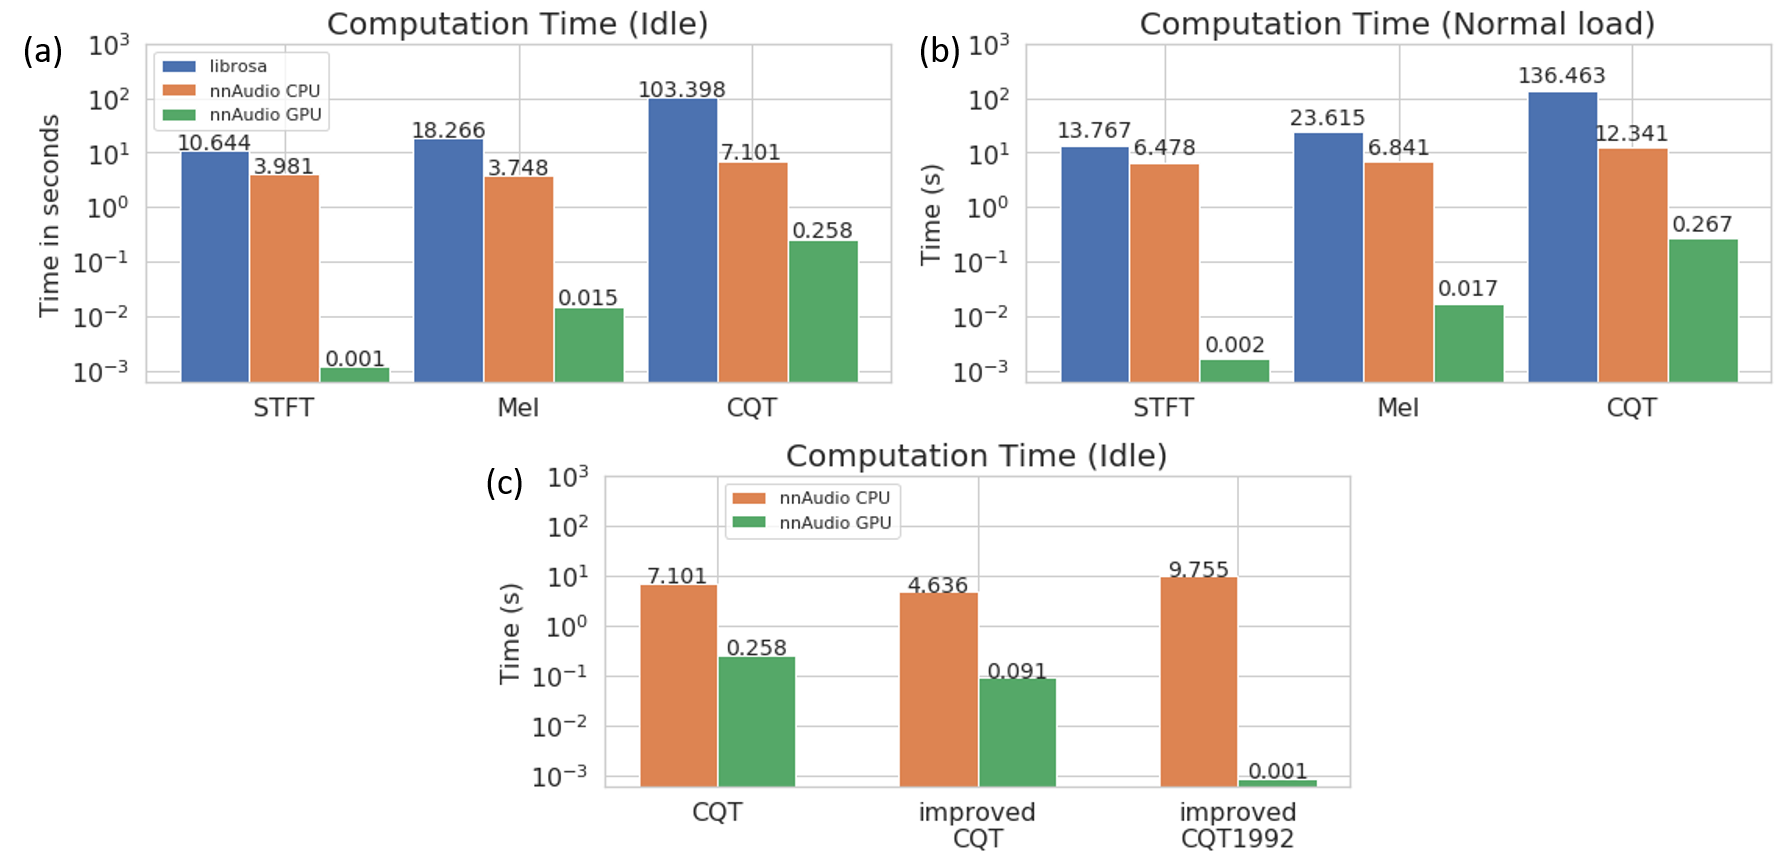 (a)
Computation Time (Idle)
librosa
nnAudio CPU
nnAudio GPU
Time in seconds
10³
10²
10¹
10⁰
10⁻¹
10⁻²
10⁻³
10.644
3.981
0.001
18.266
3.748
0.015
103.398
7.101
0.258
STFT
Mel
CQT
(b)
Computation Time (Normal load)
Time (s)
10³
10²
10¹
10⁰
10⁻¹
10⁻²
10⁻³
13.767
6.478
0.002
23.615
6.841
0.017
136.463
12.341
0.267
STFT
Mel
CQT
(c)
Computation Time (Idle)
nnAudio CPU
nnAudio GPU
Time (s)
10³
10²
10¹
10⁰
10⁻¹
10⁻²
10⁻³
7.101
0.258
4.636
0.091
9.755
0.001
CQT
improved
CQT
improved
CQT1992